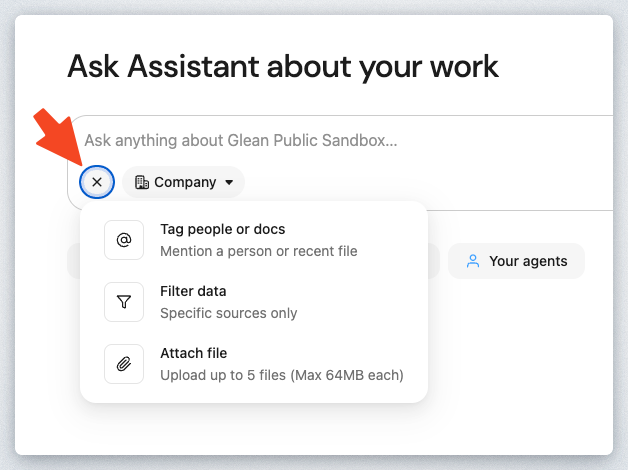 Ask Assistant about your work
Ask anything about Glean Public Sandbox...
Company
Tag people or docs
Mention a person or recent file
Filter data
Specific sources only
Attach file
Upload up to 5 files (Max 64MB each)
Your agents